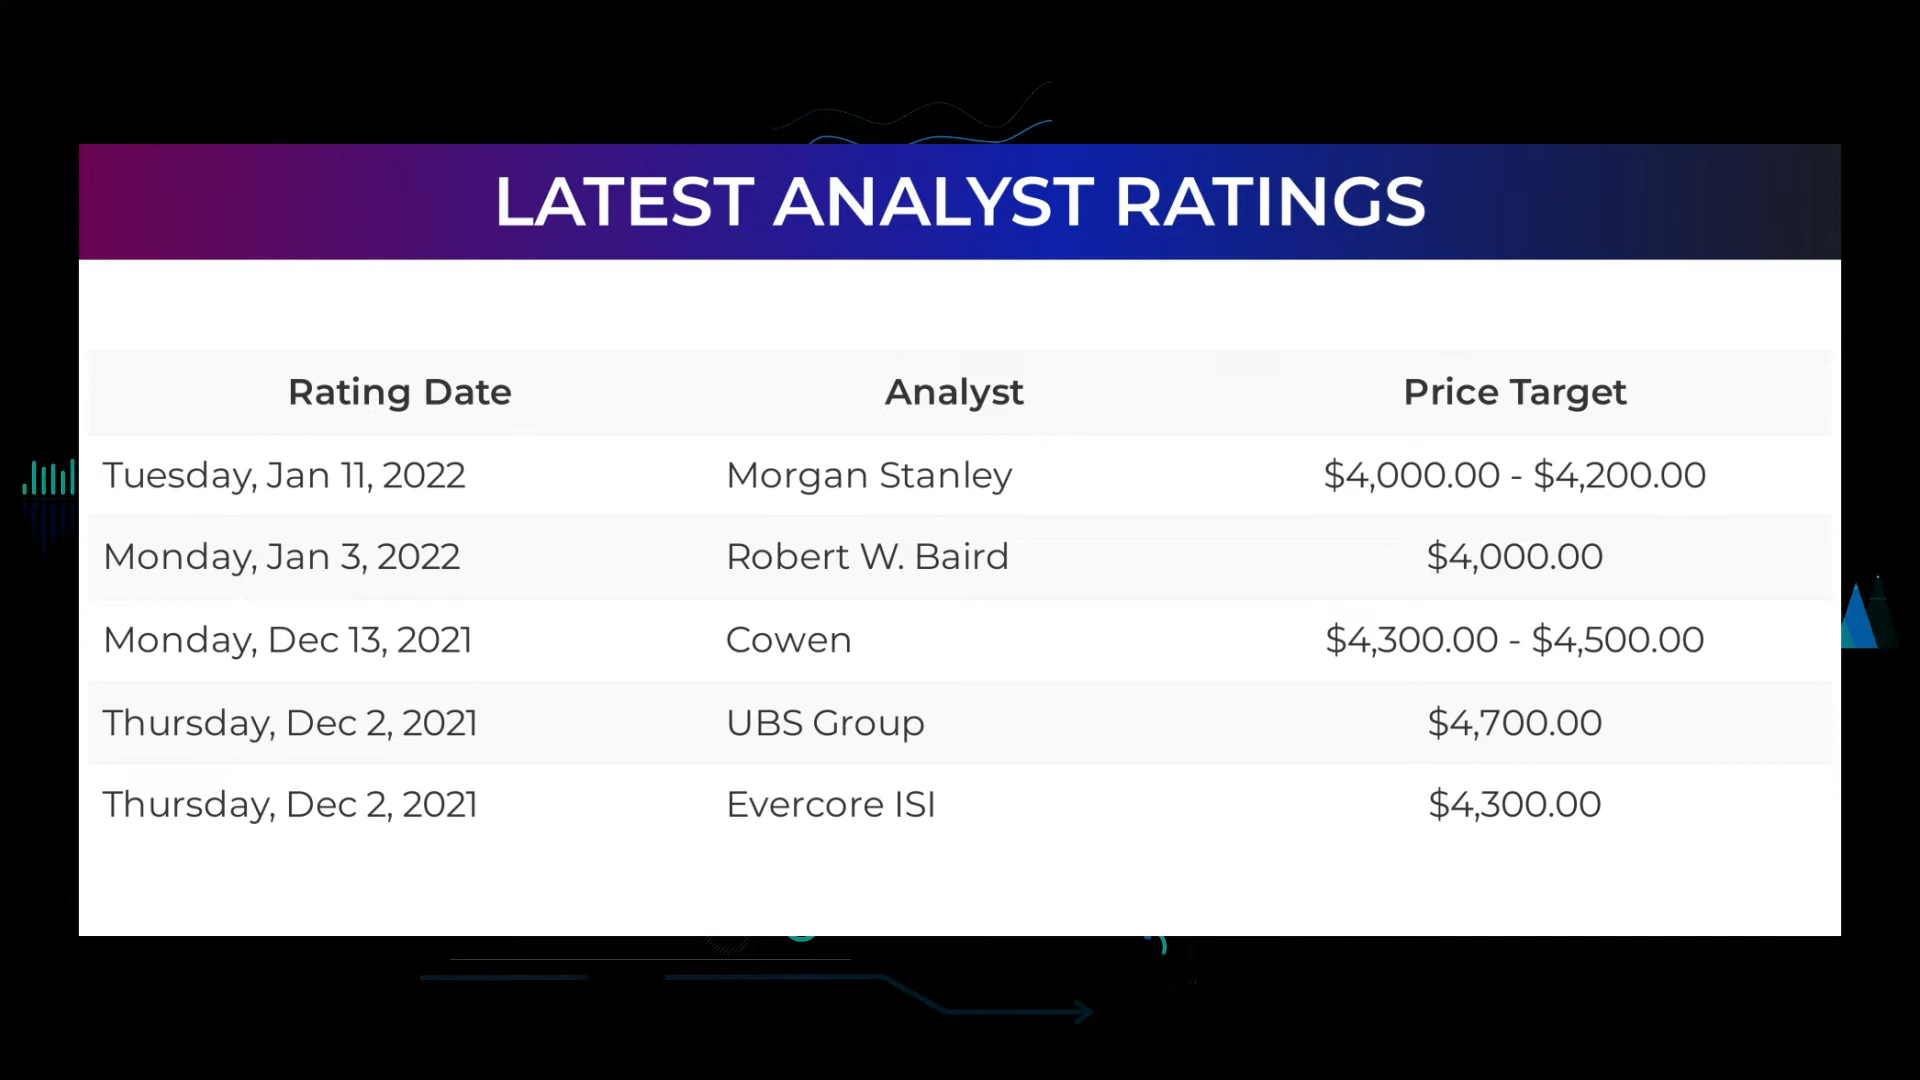 LATEST ANALYST RATINGS
Rating Date Analyst Price Target
Tuesday, Jan 11, 2022 Morgan Stanley $4,000.00 - $4,200.00
Monday, Jan 3, 2022 Robert W. Baird $4,000.00
Monday, Dec 13, 2021 Cowen $4,300.00 - $4,500.00
Thursday, Dec 2, 2021 UBS Group $4,700.00
Thursday, Dec 2, 2021 Evercore ISI $4,300.00